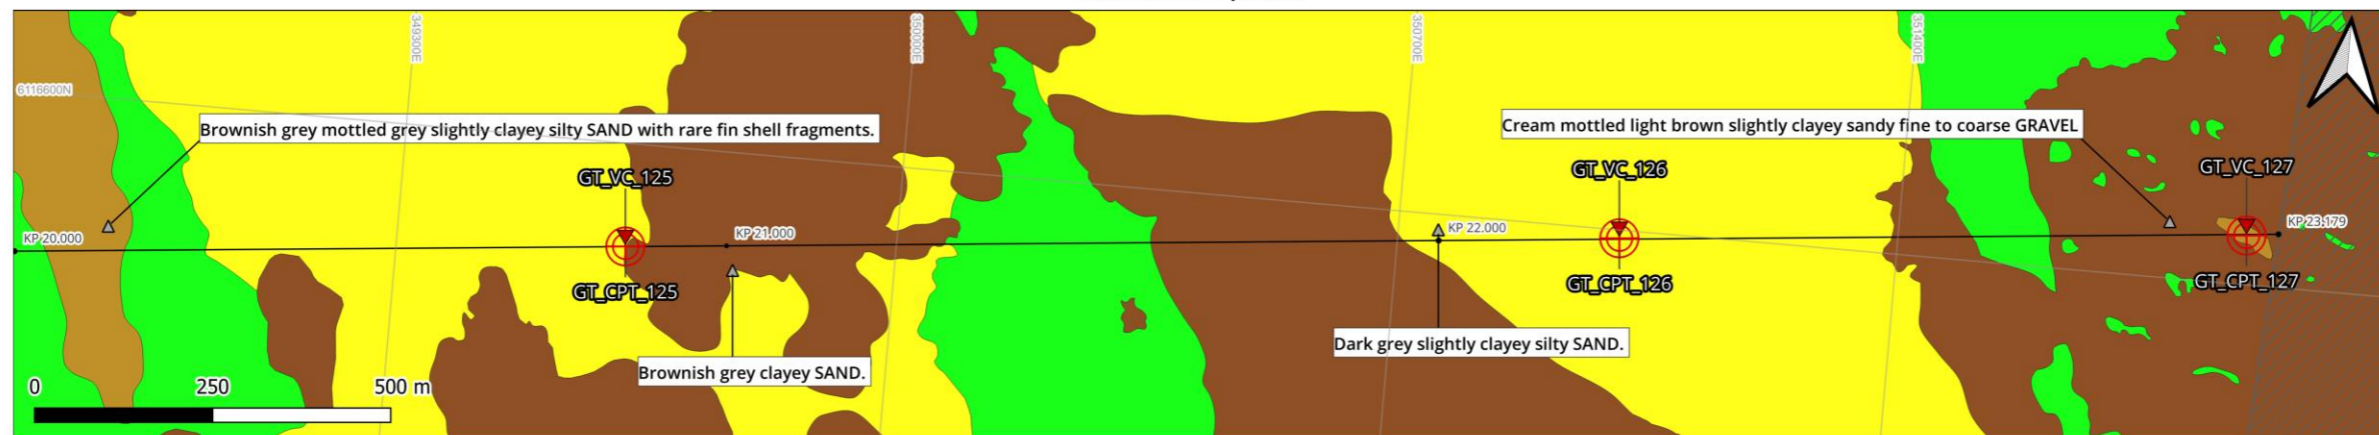 349300E
350000E
350700E
351400E
6116600N
Brownish grey mottled grey slightly clayey silty SAND with rare fin shell fragments.
Cream mottled light brown slightly clayey sandy fine to coarse GRAVEL
GT_VC_125
GT_VC_126
GT_VC_127
KP 20.000
KP 21.000
KP 22.000
KP 23.179
GT_CPT_125
GT_CPT_126
GT_CPT_127
Dark grey slightly clayey silty SAND.
Brownish grey clayey SAND.
0 250 500 m